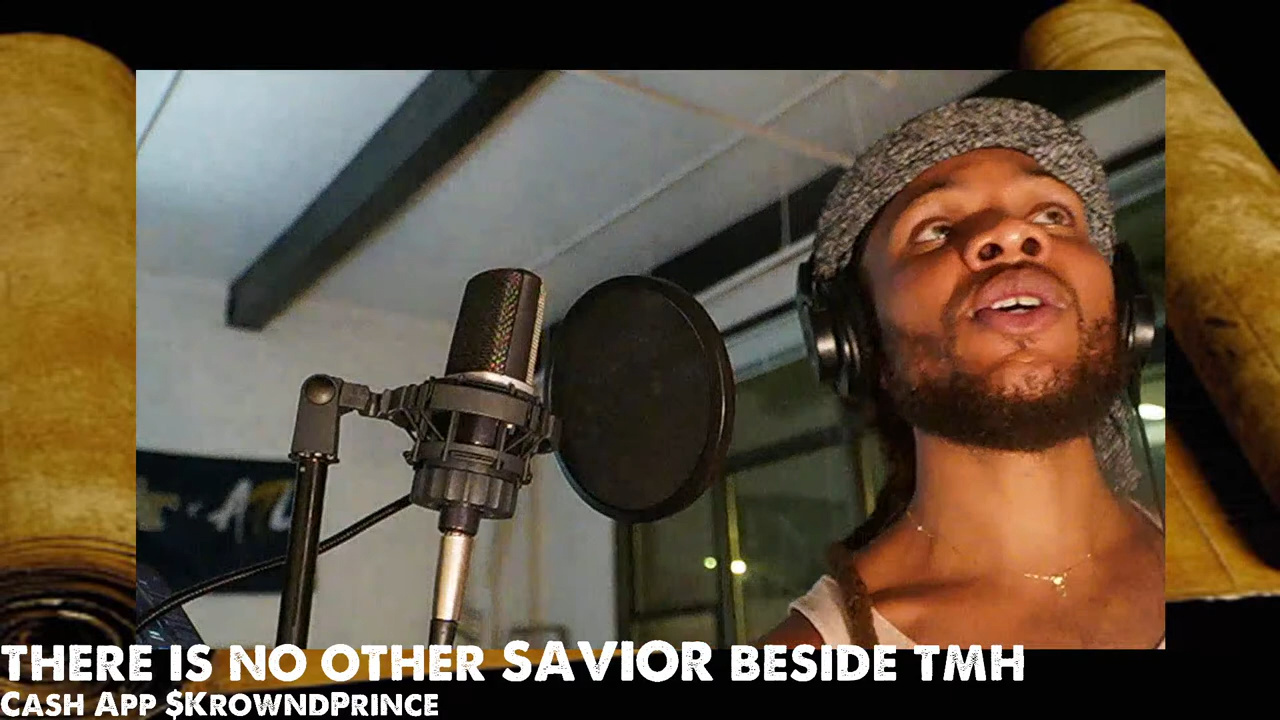 THERE IS NO OTHER SAVIOR BESIDE TMH
CASH APP $KROWNDPRINCE